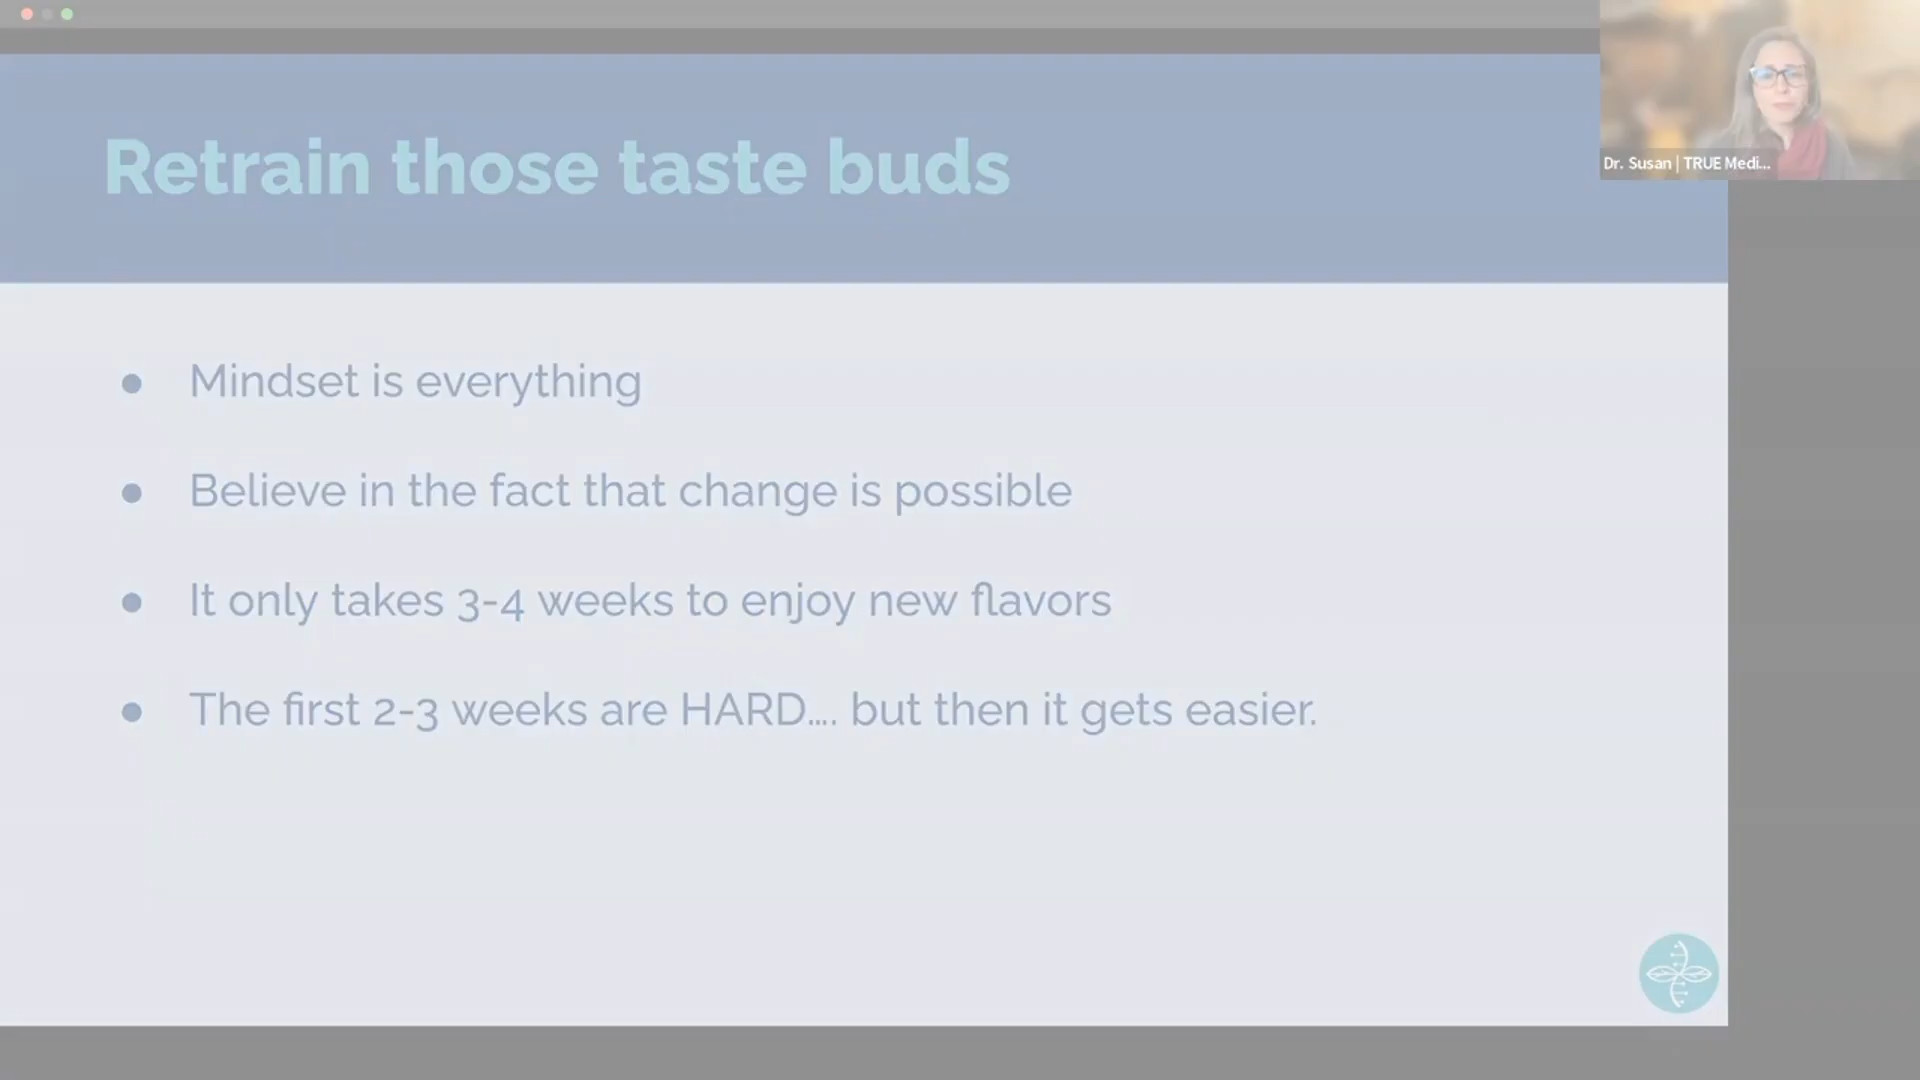 Retrain those taste buds
Dr. Susan | TRUE Medi...
● Mindset is everything
● Believe in the fact that change is possible
● It only takes 3-4 weeks to enjoy new flavors
● The first 2-3 weeks are HARD.... but then it gets easier.